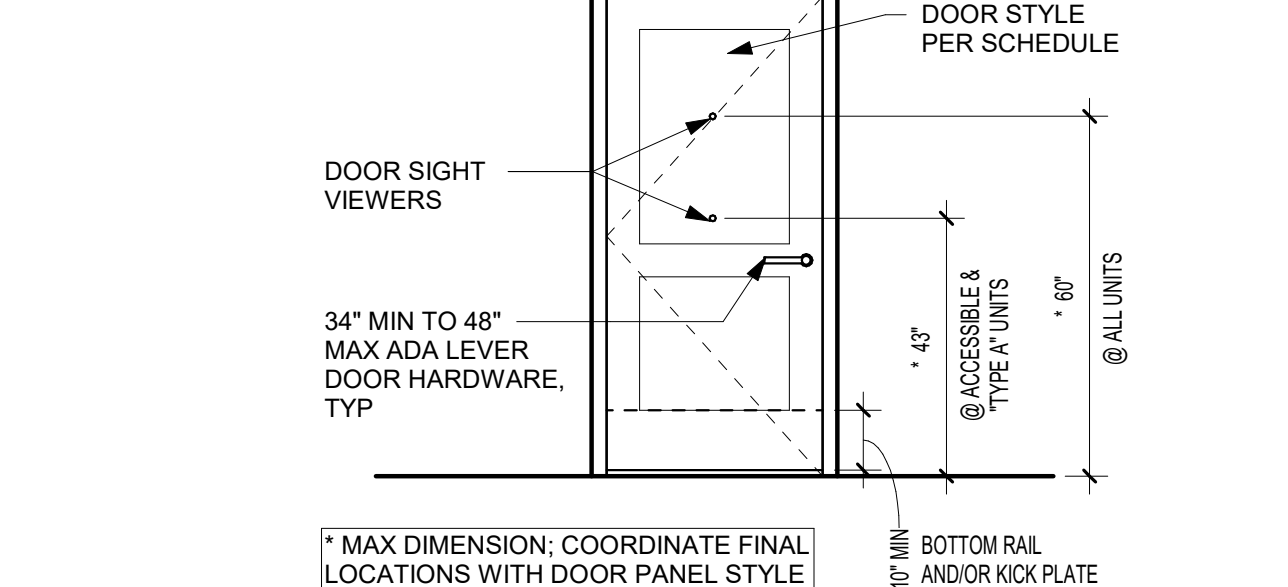 DOOR STYLE
PER SCHEDULE
DOOR SIGHT
VIEWERS
34" MIN TO 48"
MAX ADA LEVER
DOOR HARDWARE,
TYP
* 43"
@ ACCESSIBLE &
"TYPE A" UNITS
* 60"
@ ALL UNITS
* MAX DIMENSION; COORDINATE FINAL
LOCATIONS WITH DOOR PANEL STYLE
10" MIN
BOTTOM RAIL
AND/OR KICK PLATE